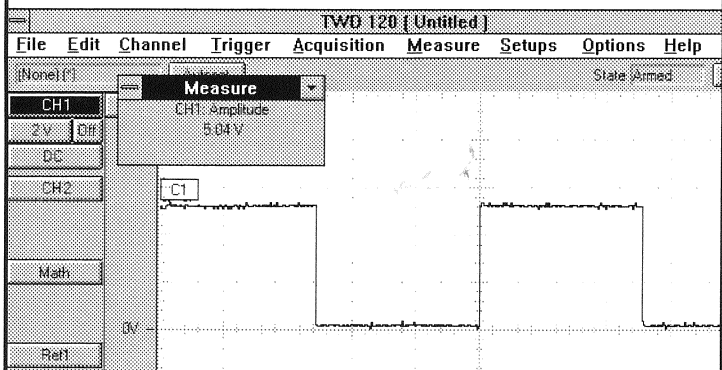 TWD 120 ( Untitled )
File Edit Channel Trigger Acquisition Measure Setups Options Help
[None] (*) State: Armed
Measure
CH1: Amplitude
5.04 V
CH1
2 V Off
DC
CH2
C1
Math
0V
Ref1